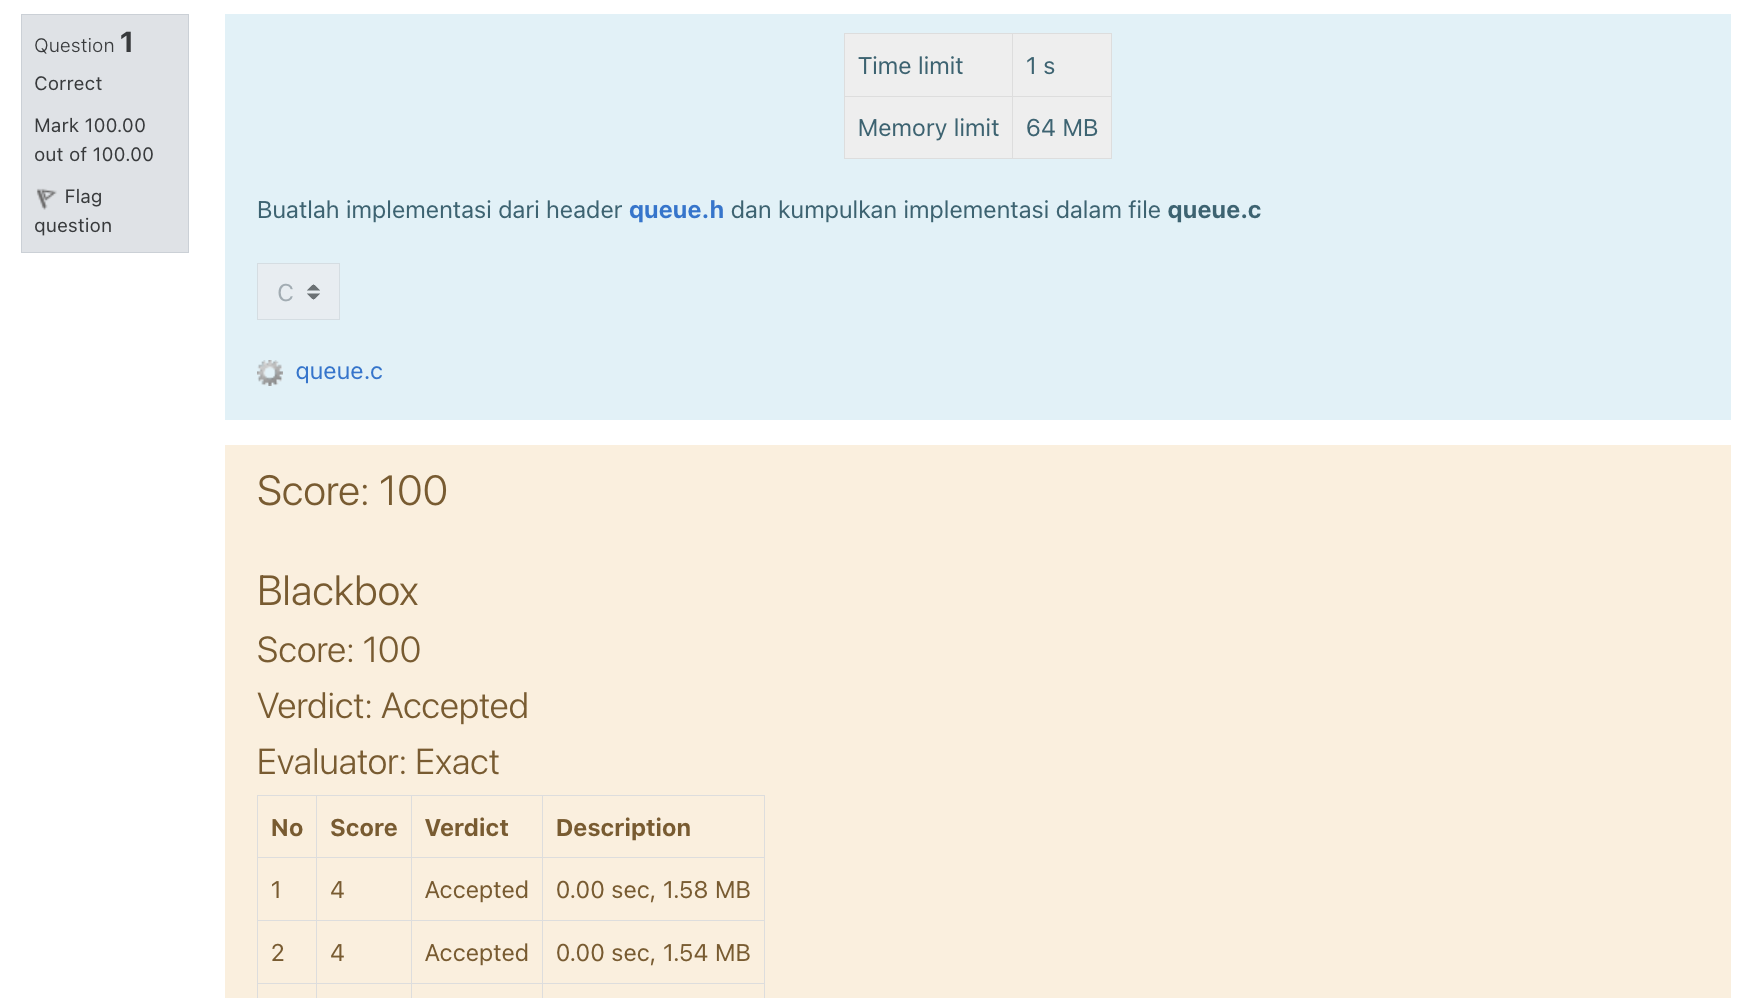 Question 1
Correct
Mark 100.00
out of 100.00
Flag
question
Time limit 1 s
Memory limit 64 MB
Buatlah implementasi dari header queue.h dan kumpulkan implementasi dalam file queue.c
C
queue.c
Score: 100
Blackbox
Score: 100
Verdict: Accepted
Evaluator: Exact
No Score Verdict Description
1 4 Accepted 0.00 sec, 1.58 MB
2 4 Accepted 0.00 sec, 1.54 MB